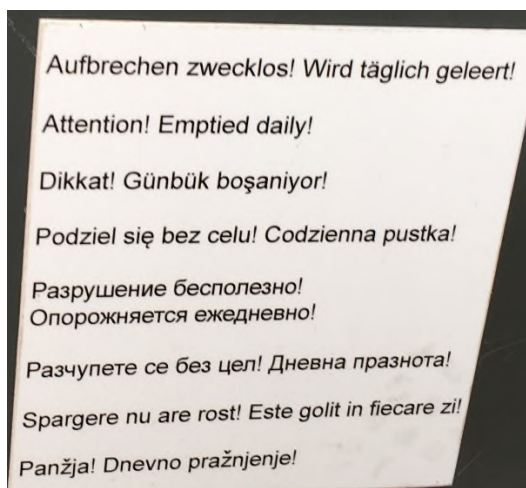 Aufbrechen zwecklos! Wird täglich geleert!
Attention! Emptied daily!
Dikkat! Günbük boşaniyor!
Podziel się bez celu! Codzienna pustka!
Разрушение бесполезно!
Опорожняется ежедневно!
Разчупете се без цел! Дневна празнота!
Spargere nu are rost! Este golit in fiecare zi!
Panžja! Dnevno pražnjenje!